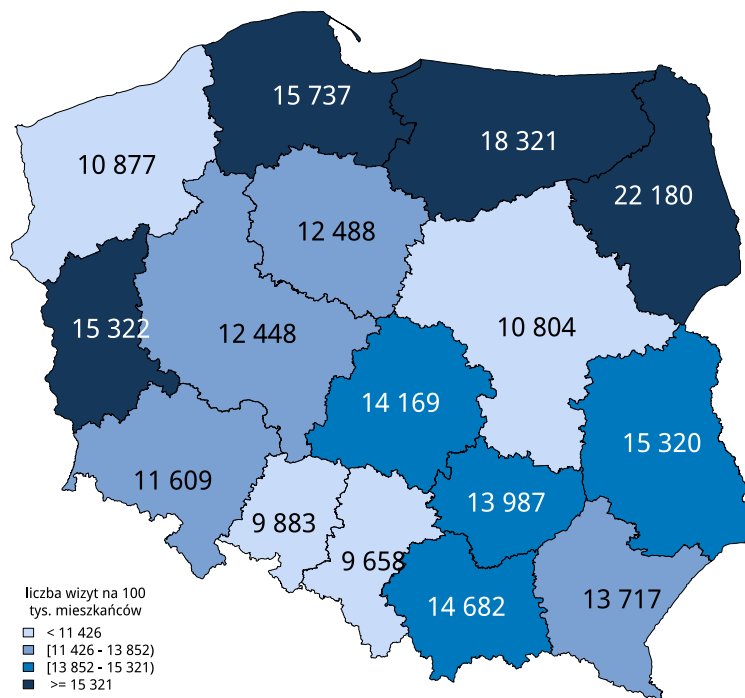 15 737
18 321
10 877
22 180
12 488
15 322
12 448
10 804
14 169
15 320
11 609
13 987
9 883
9 658
14 682
13 717
liczba wizyt na 100
tys. mieszkańców
< 11 426
[11 426 - 13 852)
[13 852 - 15 321)
>= 15 321